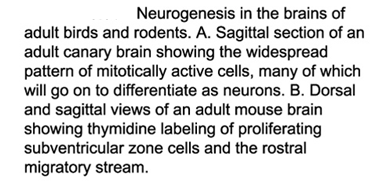 Neurogenesis in the brains of
adult birds and rodents. A. Sagittal section of an
adult canary brain showing the widespread
pattern of mitotically active cells, many of which
will go on to differentiate as neurons. B. Dorsal
and sagittal views of an adult mouse brain
showing thymidine labeling of proliferating
subventricular zone cells and the rostral
migratory stream.